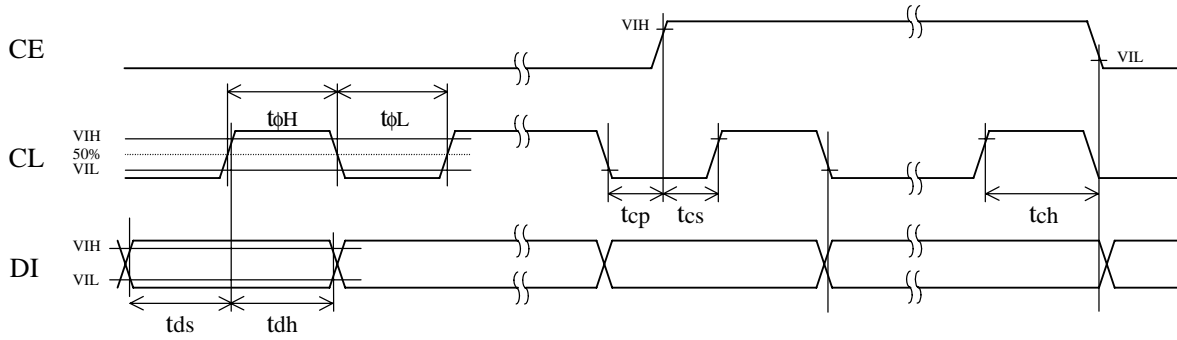 VIH
CE
VIL
tϕH
tϕL
VIH
50%
VIL
CL
tcp
tcs
tch
VIH
VIL
DI
tds
tdh